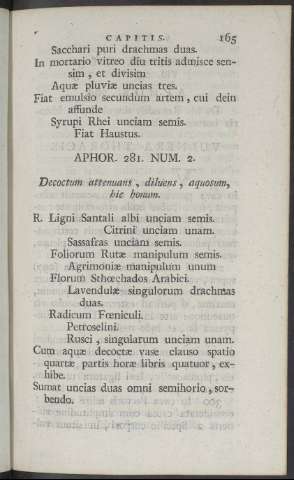 CAPITIS. 165
Sacchari puri drachmas duas.
In mortario vitreo diu tritis admisce sen-
sim, et divisim
Aquæ pluviæ uncias tres.
Fiat emulsio secundum artem, cui dein
affunde
Syrupi Rhei unciam semis.
Fiat Haustus.
APHOR. 281. NUM. 2.
Decoctum attenuans, diluens, aquosum,
hic bonum.
R. Ligni Santali albi unciam semis.
Citrini unciam unam.
Sassafras unciam semis.
Foliorum Rutæ manipulum semis.
Agrimoniæ manipulum unum
Florum Schœchados Arabici.
Lavendulæ singulorum drachmas
duas.
Radicum Fœniculi.
Petroselini.
Rusci, singularum unciam unam.
Cum aquæ decoctæ vase clauso spatio
quartæ partis horæ libris quatuor, ex-
hibe.
Sumat uncias duas omni semihorio, sor-
bendo.